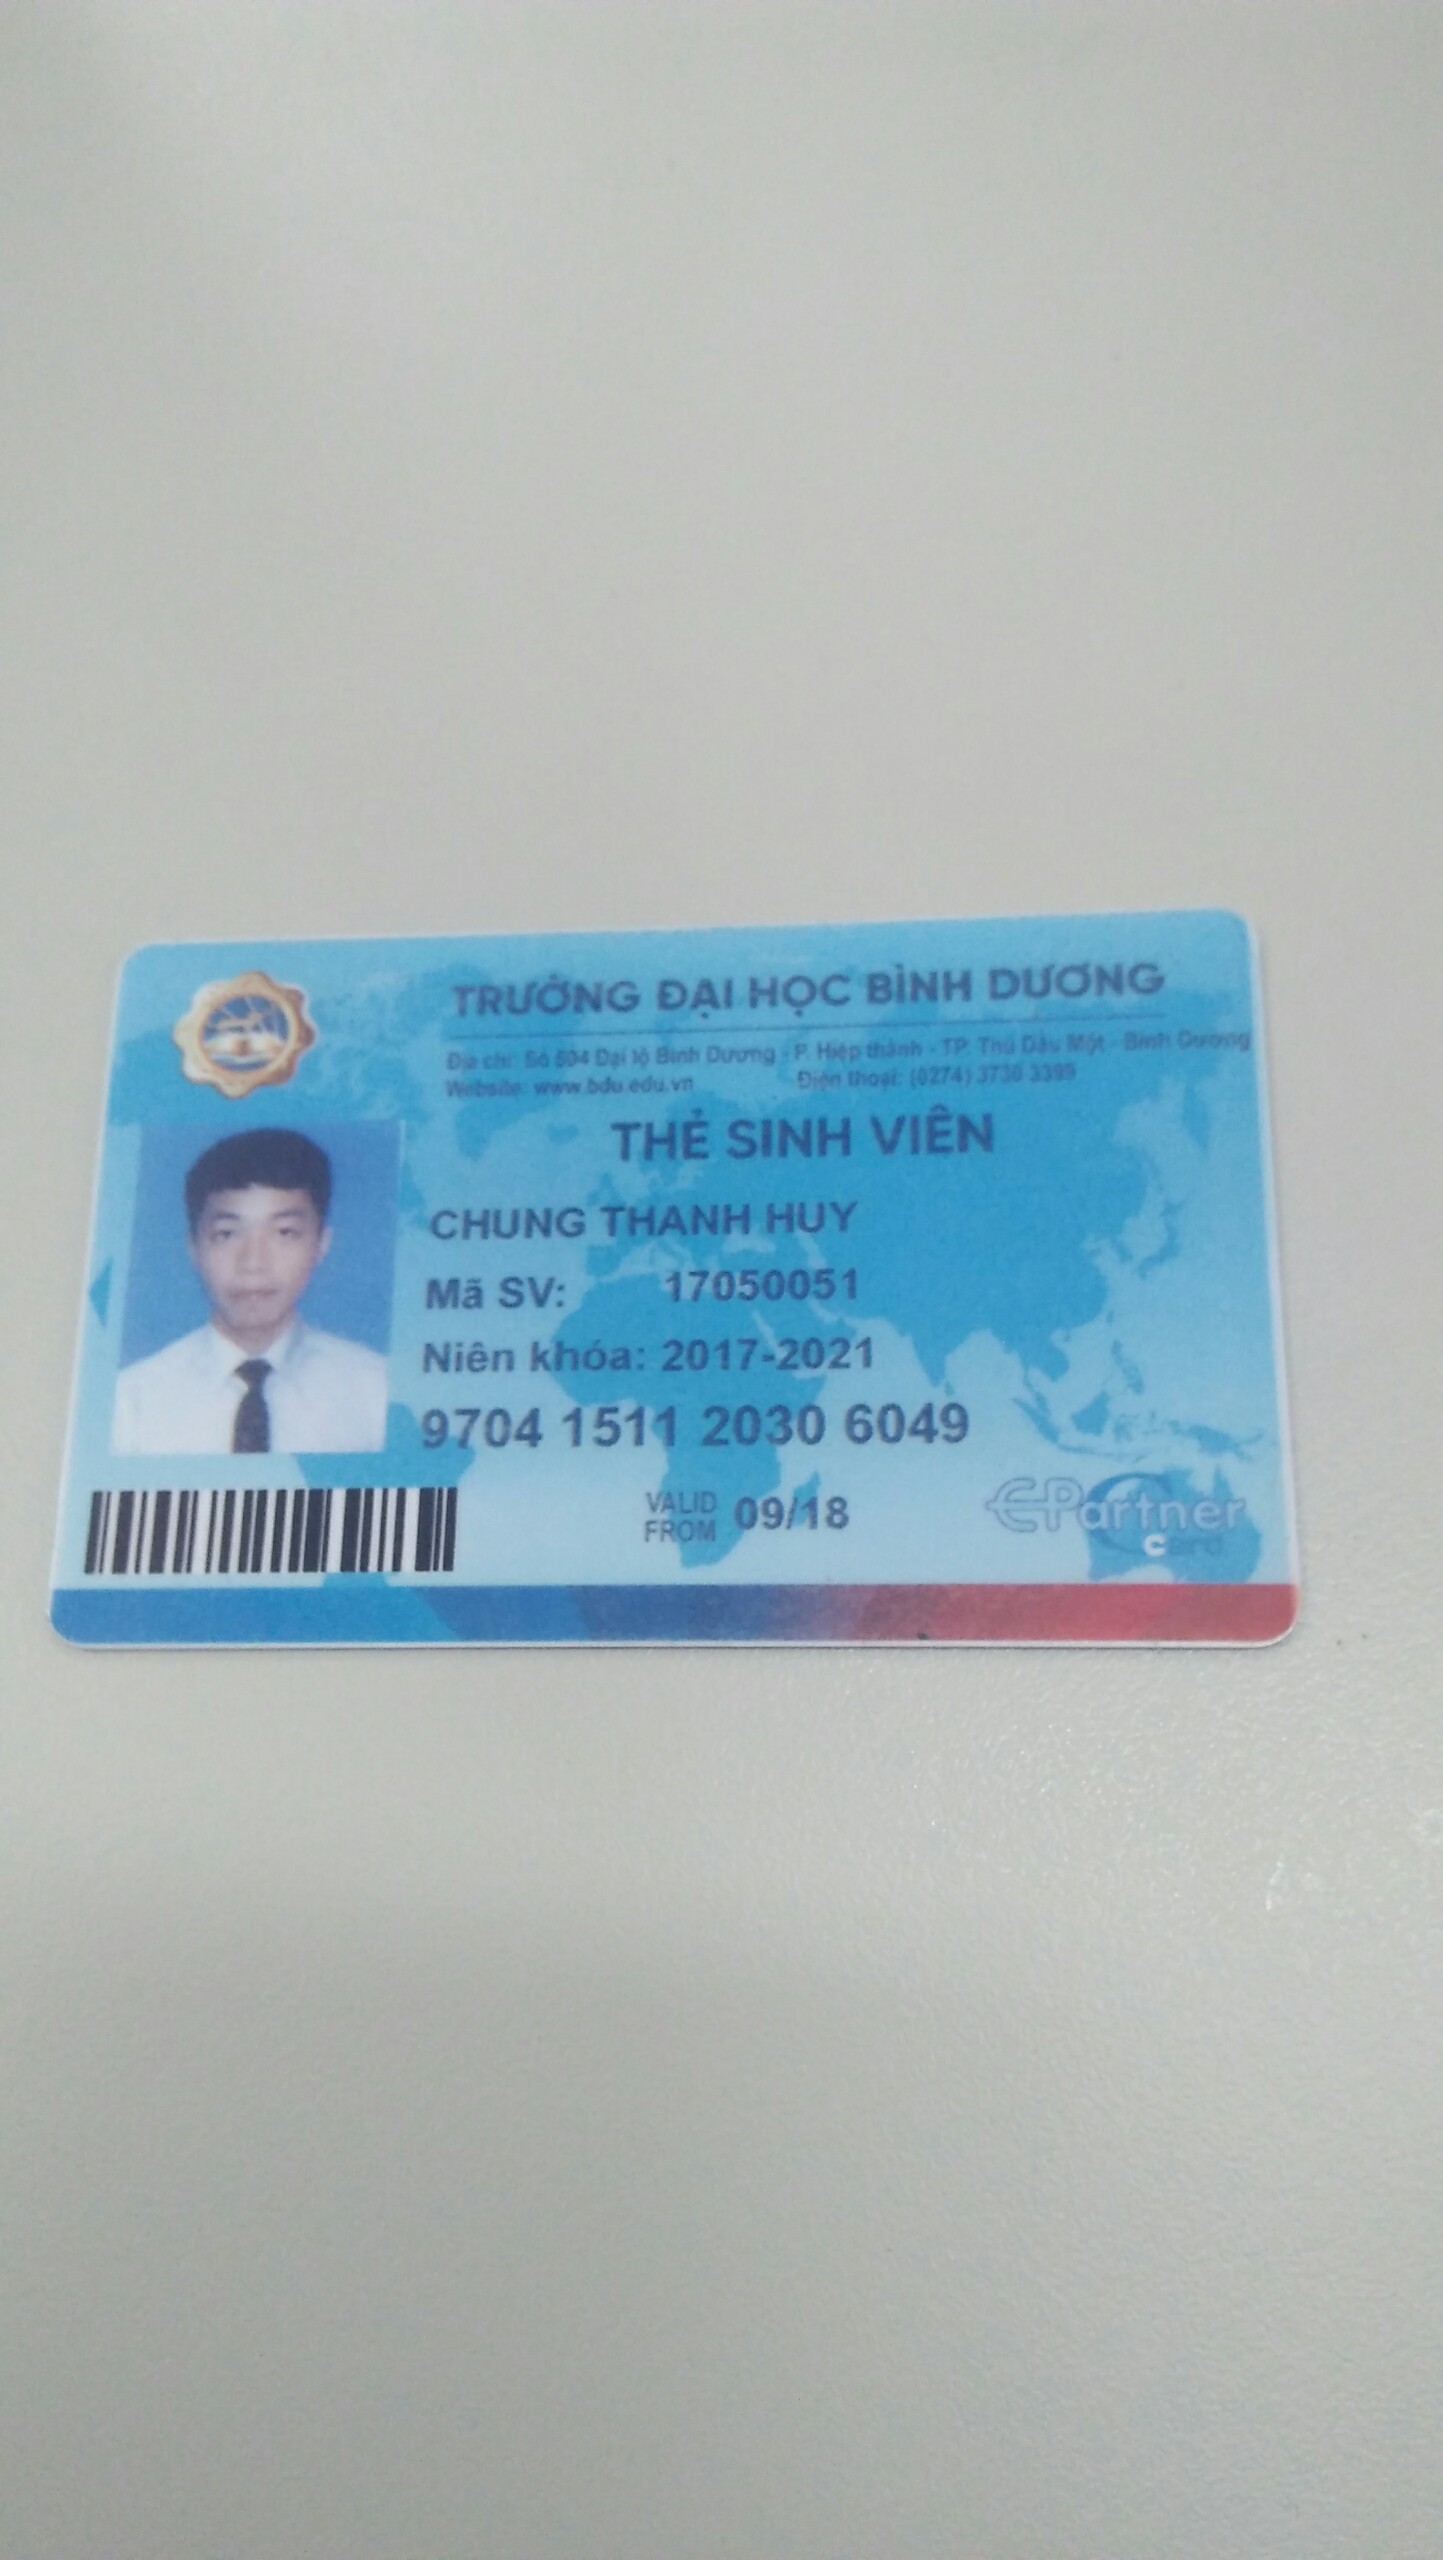 TRƯỜNG ĐẠI HỌC BÌNH DƯƠNG
Địa chỉ: Số 504 Đại lộ Bình Dương - P. Hiệp thành - TP. Thủ Dầu Một - Bình Dương
Website: www.bdu.edu.vn Điện thoại: (0274) 3730 3399
THẺ SINH VIÊN
CHUNG THANH HUY
Mã SV: 17050051
Niên khóa: 2017-2021
9704 1511 2030 6049
VALID FROM 09/18
E-Partner
card